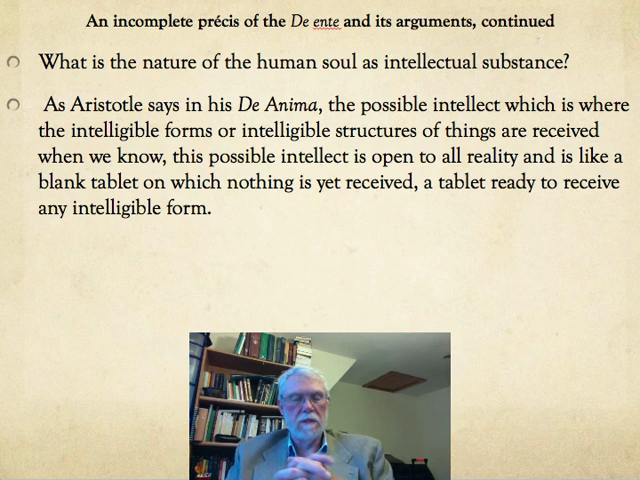 An incomplete précis of the De ente and its arguments, continued
What is the nature of the human soul as intellectual substance?
As Aristotle says in his De Anima, the possible intellect which is where
the intelligible forms or intelligible structures of things are received
when we know, this possible intellect is open to all reality and is like a
blank tablet on which nothing is yet received, a tablet ready to receive
any intelligible form.